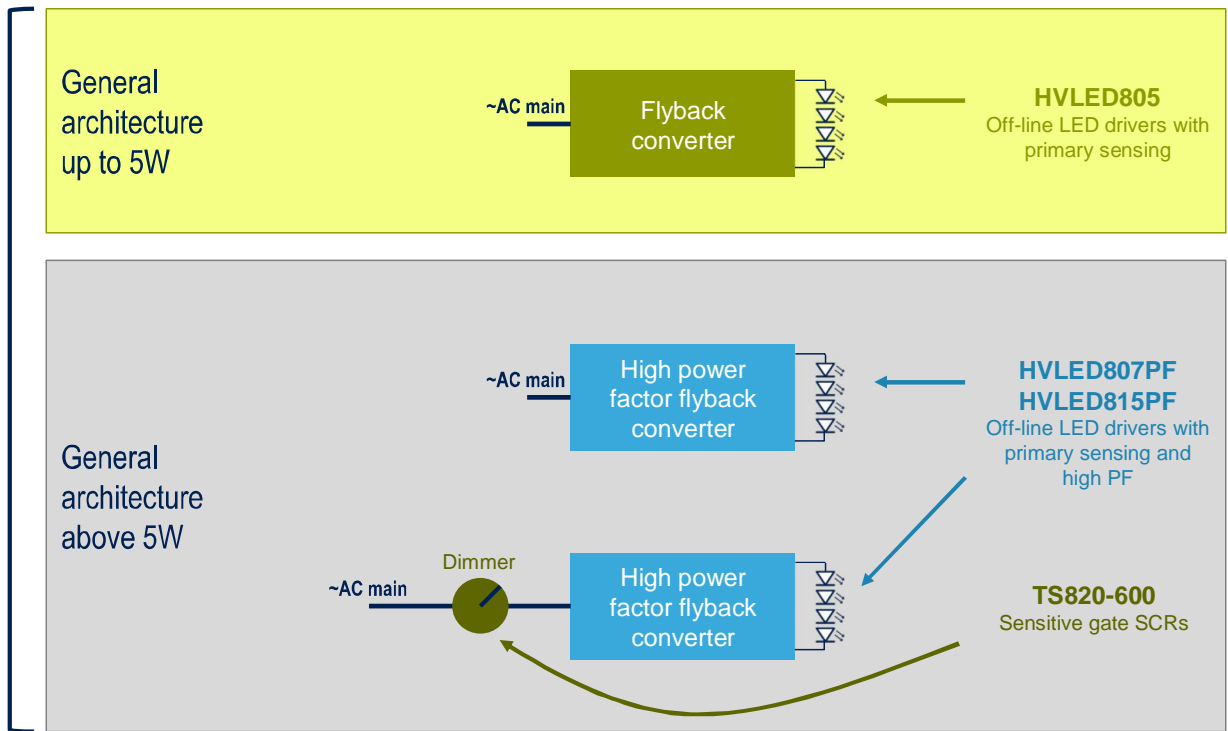 General
architecture
up to 5W
~AC main
Flyback
converter
HVLED805
Off-line LED drivers with
primary sensing
General
architecture
above 5W
~AC main
High power
factor flyback
converter
HVLED807PF
HVLED815PF
Off-line LED drivers with
primary sensing and
high PF
~AC main
Dimmer
High power
factor flyback
converter
TS820-600
Sensitive gate SCRs